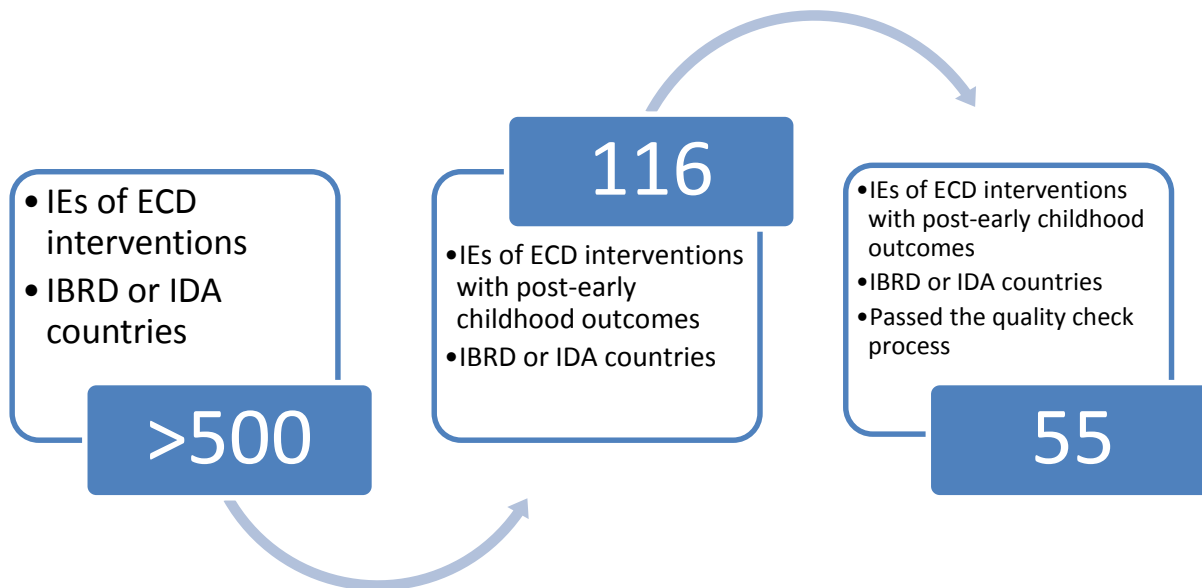 • IEs of ECD
interventions
• IBRD or IDA
countries
>500
116
•IEs of ECD interventions
with post-early
childhood outcomes
•IBRD or IDA countries
•IEs of ECD interventions
with post-early childhood
outcomes
•IBRD or IDA countries
•Passed the quality check
process
55